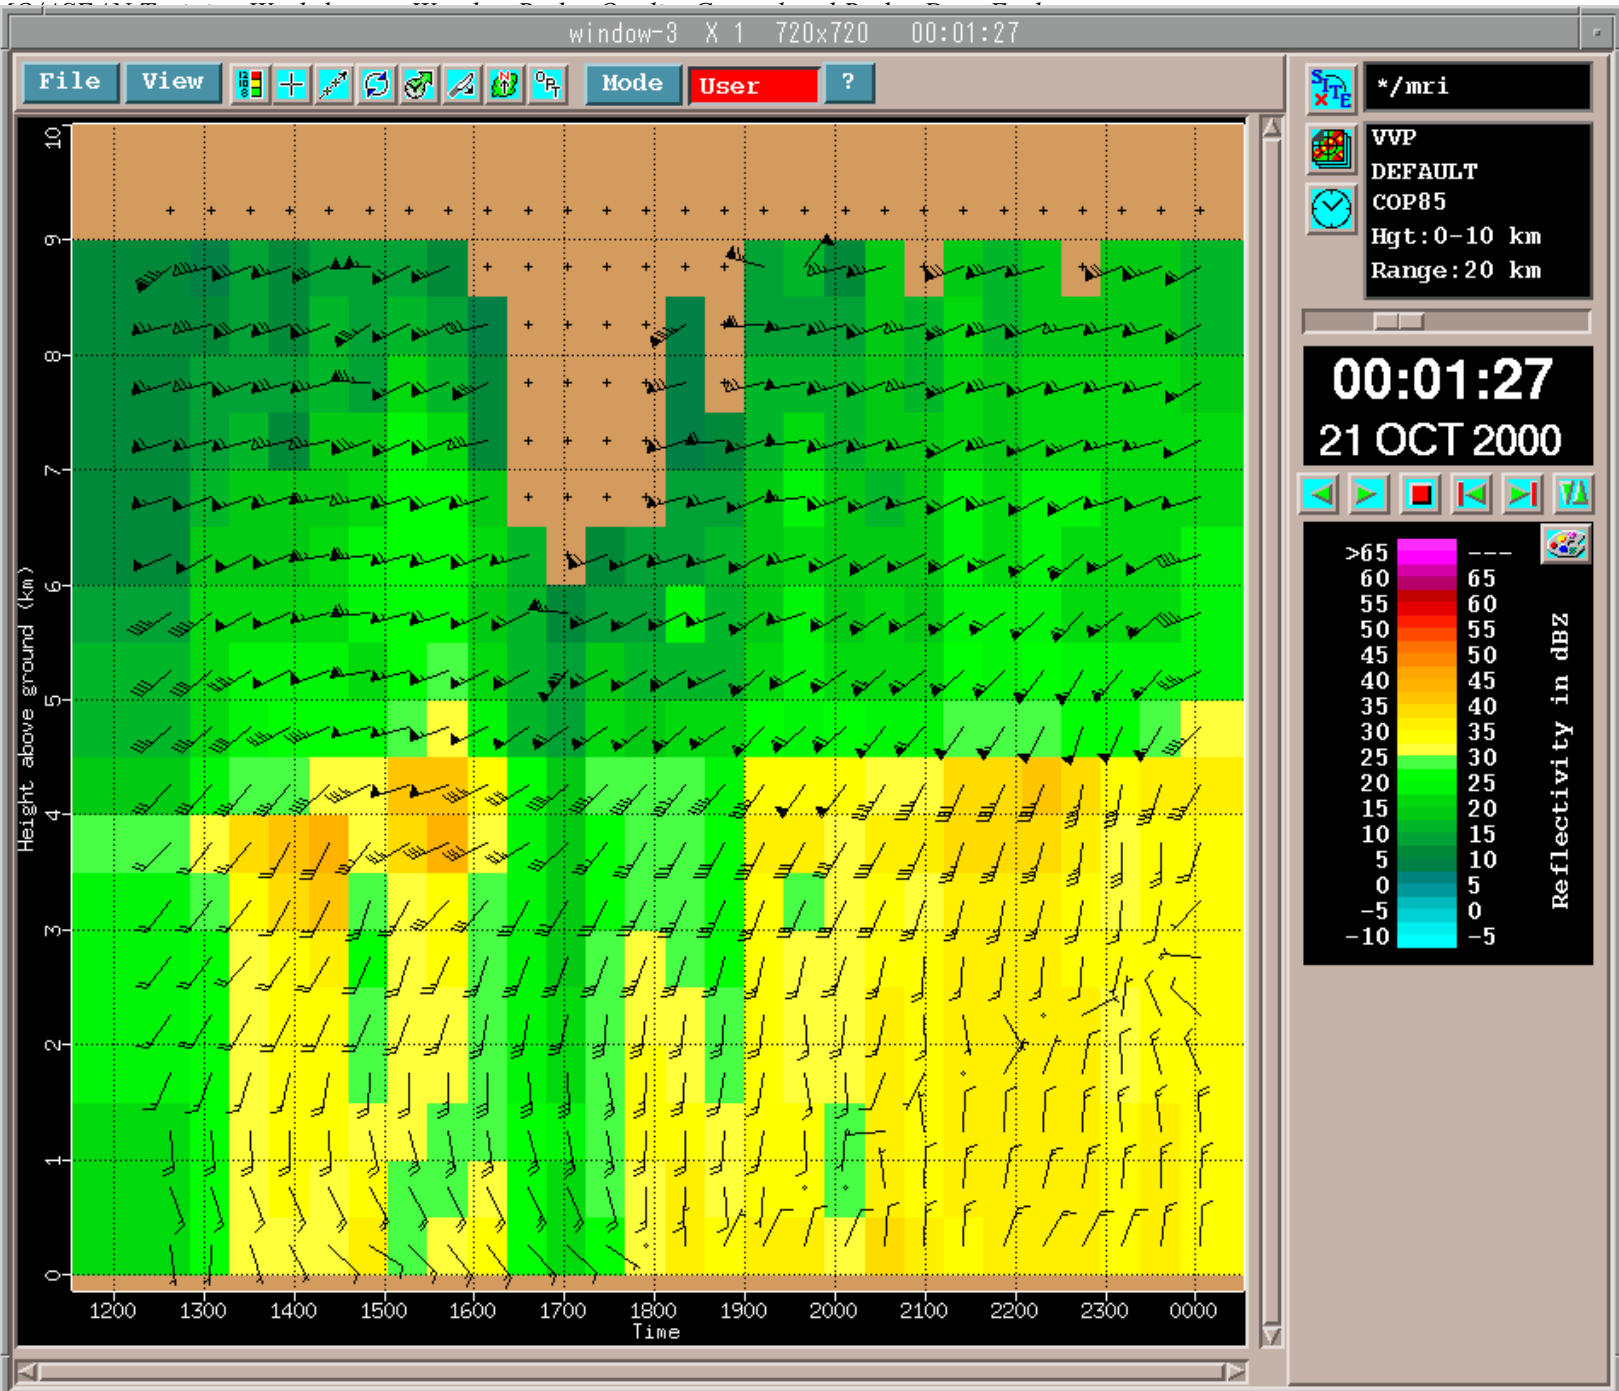 window-3 X 1 720x720 00:01:27
File View Mode User ?
SITE
*/mri
VVP
DEFAULT
COP85
Hgt:0-10 km
Range:20 km
00:01:27
21 OCT 2000
>65 ---
60 65
55 60
50 55
45 50
40 45
35 40
30 35
25 30
20 25
15 20
10 15
5 10
0 5
-5 0
-10 -5
Reflectivity in dBZ
Height above ground (km)
10
9
8
7
6
5
4
3
2
1
0
1200 1300 1400 1500 1600 1700 1800 1900 2000 2100 2200 2300 0000
Time